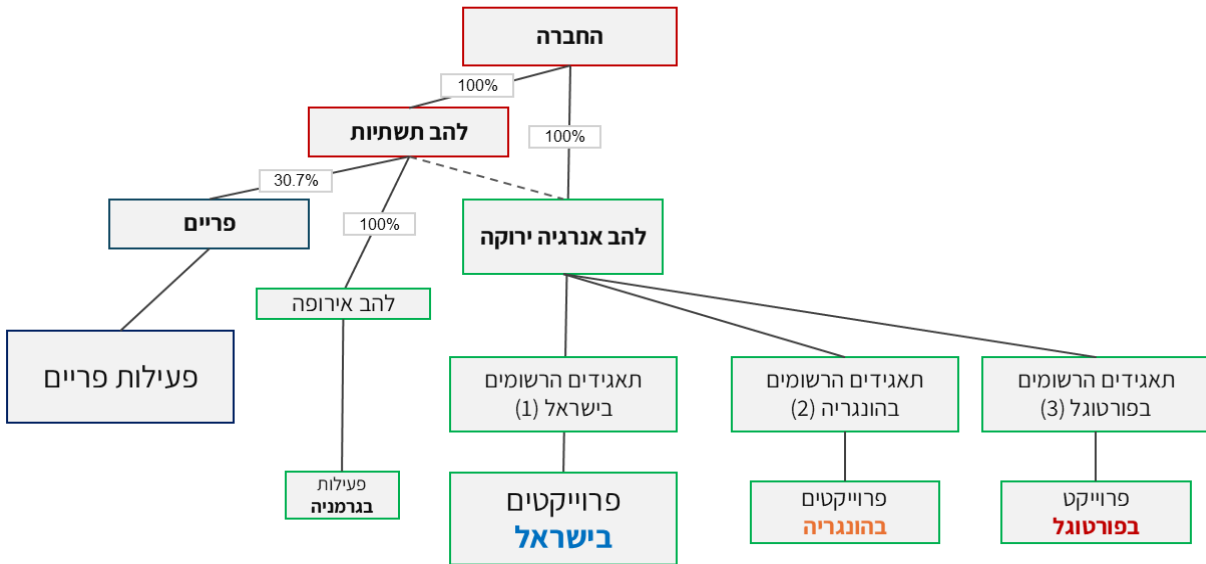 החברה
100%
להב תשתיות
100%
30.7%
פריים
100%
להב אנרגיה ירוקה
להב אירופה
פעילות פריים
תאגידים הרשומים
בישראל (1)
תאגידים הרשומים
בהונגריה (2)
תאגידים הרשומים
בפורטוגל (3)
פעילות
בגרמניה
פרוייקטים
בישראל
פרוייקטים
בהונגריה
פרוייקט
בפורטוגל